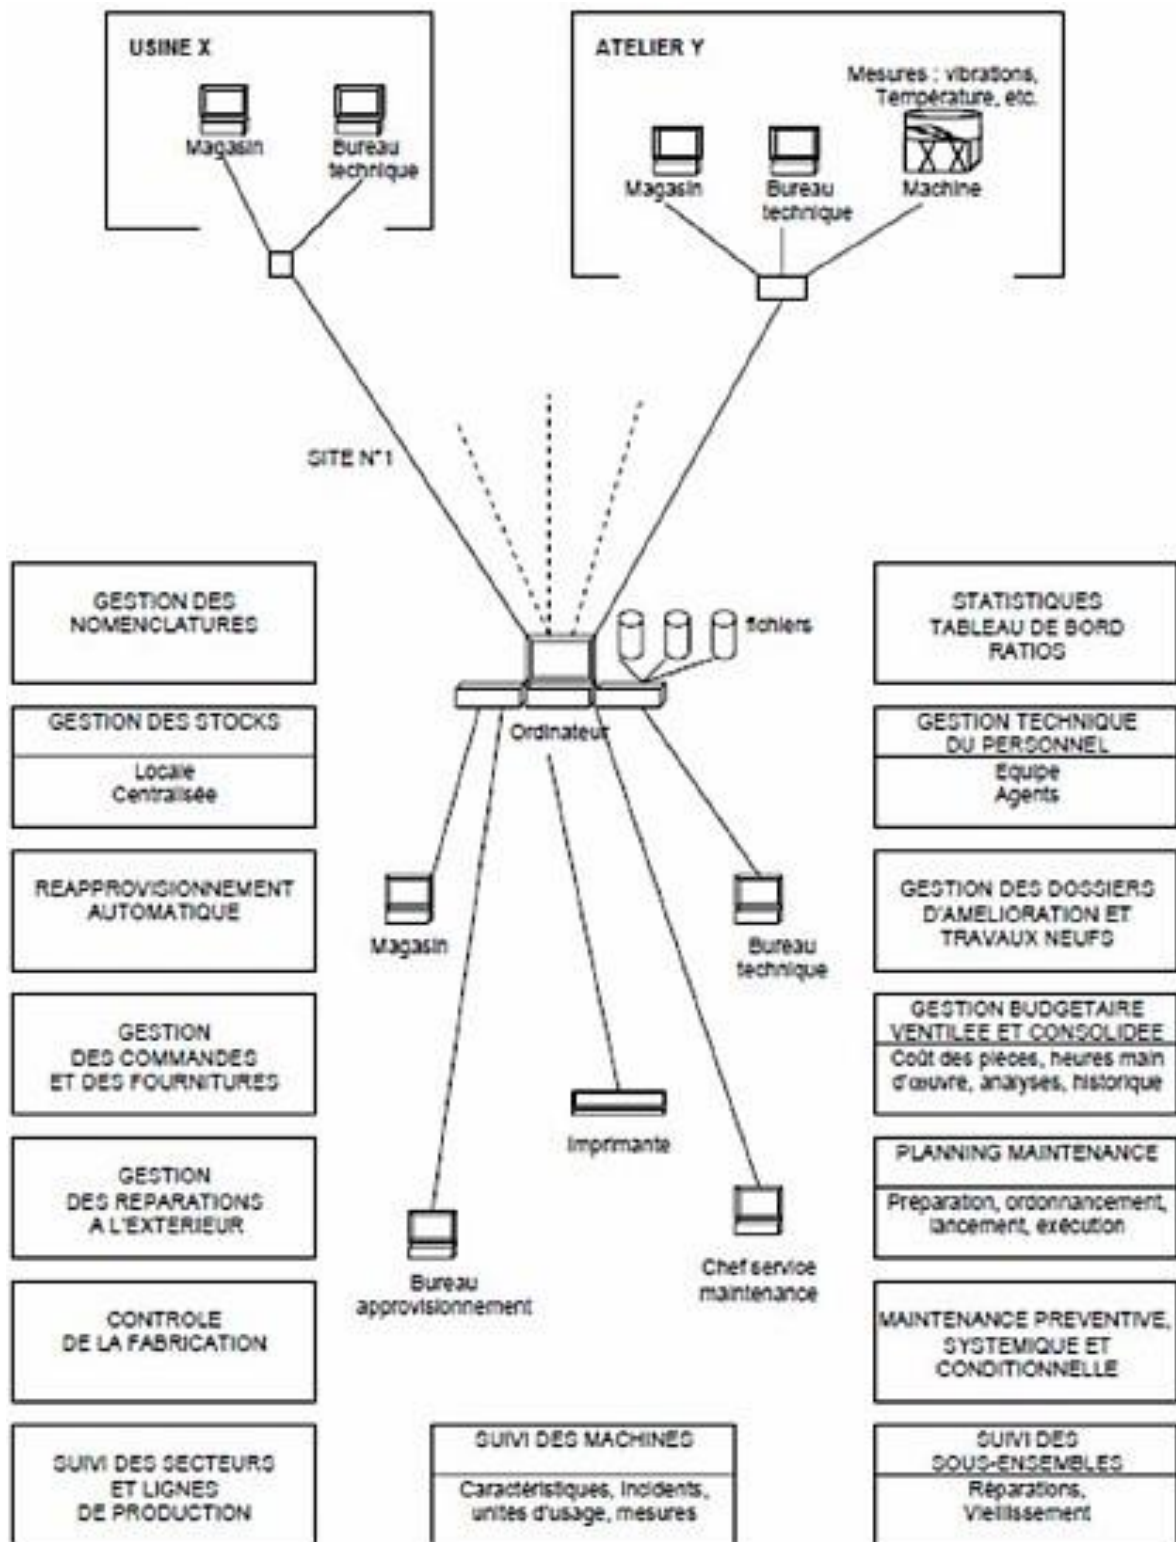 USINE X
Magasin
Bureau
technique
ATELIER Y
Mesures : vibrations,
Température, etc.
Magasin
Bureau
technique
Machine
SITE N°1
fichiers
Ordinateur
Magasin
Bureau
technique
Imprimante
Bureau
approvisionnement
Chef service
maintenance
GESTION DES
NOMENCLATURES
GESTION DES STOCKS
Locale
Centralisée
REAPPROVISIONNEMENT
AUTOMATIQUE
GESTION
DES COMMANDES
ET DES FOURNITURES
GESTION
DES REPARATIONS
A L'EXTERIEUR
CONTROLE
DE LA FABRICATION
SUIVI DES SECTEURS
ET LIGNES
DE PRODUCTION
SUIVI DES MACHINES
Caractéristiques, incidents,
unités d'usage, mesures
STATISTIQUES
TABLEAU DE BORD
RATIOS
GESTION TECHNIQUE
DU PERSONNEL
Equipe
Agents
GESTION DES DOSSIERS
D'AMELIORATION ET
TRAVAUX NEUFS
GESTION BUDGETAIRE
VENTILEE ET CONSOLIDEE
Coût des pièces, heures main
d'œuvre, analyses, historique
PLANNING MAINTENANCE
Préparation, ordonnancement,
lancement, exécution
MAINTENANCE PREVENTIVE,
SYSTEMIQUE ET
CONDITIONNELLE
SUIVI DES
SOUS-ENSEMBLES
Réparations,
Vieillissement